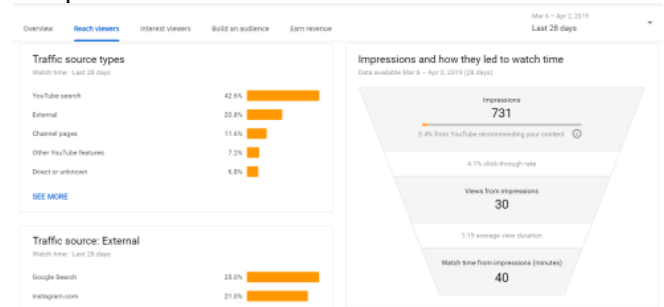 Mar 6 – Apr 2, 2019
Last 28 days
Overview
Reach viewers
Interest viewers
Build an audience
Earn revenue
Traffic source types
Watch time · Last 28 days
YouTube search 42.6%
External 20.8%
Channel pages 11.6%
Other YouTube features 7.2%
Direct or unknown 6.8%
SEE MORE
Traffic source: External
Watch time · Last 28 days
Google Search 25.0%
instagram.com 21.0%
Impressions and how they led to watch time
Data available Mar 6 – Apr 2, 2019 (28 days)
Impressions
731
0.4% from YouTube recommending your content
4.1% click-through rate
Views from impressions
30
1:19 average view duration
Watch time from impressions (minutes)
40